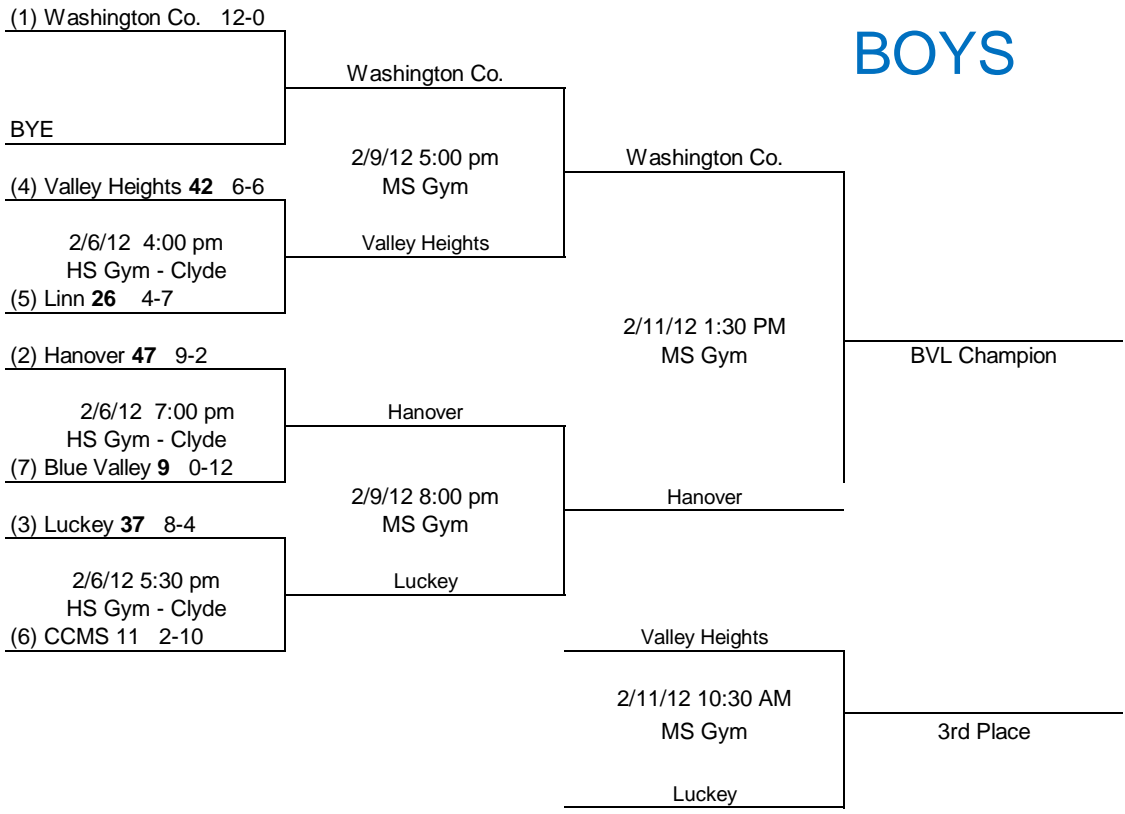 (1) Washington Co. 12-0
BOYS
Washington Co.
BYE
2/9/12 5:00 pm
MS Gym
Washington Co.
(4) Valley Heights 42 6-6
2/6/12 4:00 pm
HS Gym - Clyde
Valley Heights
(5) Linn 26 4-7
2/11/12 1:30 PM
MS Gym
BVL Champion
(2) Hanover 47 9-2
2/6/12 7:00 pm
HS Gym - Clyde
Hanover
(7) Blue Valley 9 0-12
2/9/12 8:00 pm
MS Gym
Hanover
(3) Luckey 37 8-4
2/6/12 5:30 pm
HS Gym - Clyde
Luckey
(6) CCMS 11 2-10
Valley Heights
2/11/12 10:30 AM
MS Gym
3rd Place
Luckey